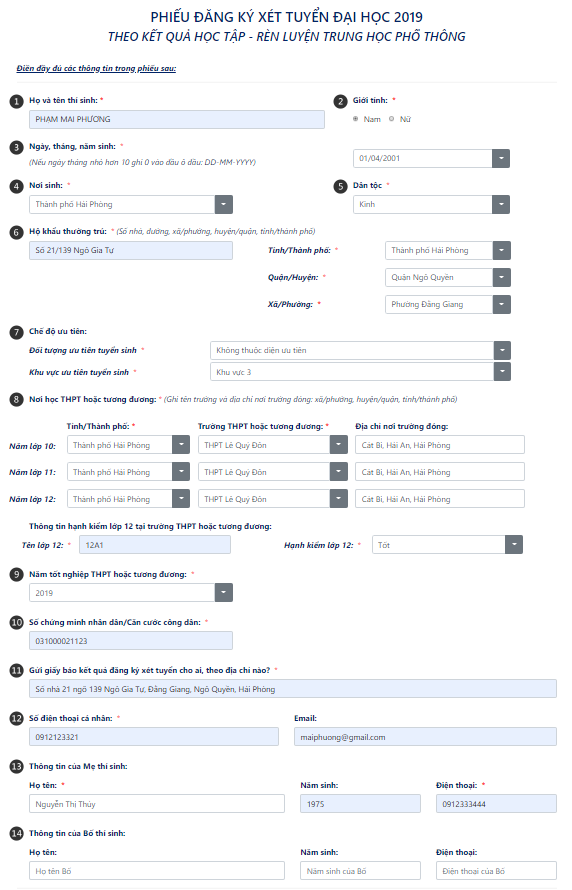 PHIẾU ĐĂNG KÝ XÉT TUYỂN ĐẠI HỌC 2019
THEO KẾT QUẢ HỌC TẬP - RÈN LUYỆN TRUNG HỌC PHỔ THÔNG
Điền đầy đủ các thông tin trong phiếu sau:
1 Họ và tên thí sinh: * 2 Giới tính: *
PHẠM MAI PHƯƠNG Nam Nữ
3 Ngày, tháng, năm sinh: *
(Nếu ngày tháng nhỏ hơn 10 ghi 0 vào đầu ô đầu: DD-MM-YYYY) 01/04/2001
4 Nơi sinh: * 5 Dân tộc *
Thành phố Hải Phòng Kinh
6 Hộ khẩu thường trú: * (Số nhà, đường, xã/phường, huyện/quận, tỉnh/thành phố)
Số 21/139 Ngô Gia Tự Tỉnh/Thành phố: * Thành phố Hải Phòng
Quận/Huyện: * Quận Ngô Quyền
Xã/Phường: * Phường Đằng Giang
7 Chế độ ưu tiên:
Đối tượng ưu tiên tuyển sinh * Không thuộc diện ưu tiên
Khu vực ưu tiên tuyển sinh * Khu vực 3
8 Nơi học THPT hoặc tương đương: * (Ghi tên trường và địa chỉ nơi trường đóng: xã/phường, huyện/quận, tỉnh/thành phố)
Tỉnh/Thành phố: * Trường THPT hoặc tương đương: * Địa chỉ nơi trường đóng:
Năm lớp 10: Thành phố Hải Phòng THPT Lê Quý Đôn Cát Bi, Hải An, Hải Phòng
Năm lớp 11: Thành phố Hải Phòng THPT Lê Quý Đôn Cát Bi, Hải An, Hải Phòng
Năm lớp 12: Thành phố Hải Phòng THPT Lê Quý Đôn Cát Bi, Hải An, Hải Phòng
Thông tin hạnh kiểm lớp 12 tại trường THPT hoặc tương đương:
Tên lớp 12: * 12A1 Hạnh kiểm lớp 12: * Tốt
9 Năm tốt nghiệp THPT hoặc tương đương: *
2019
10 Số chứng minh nhân dân/Căn cước công dân: *
031000021123
11 Gửi giấy báo kết quả đăng ký xét tuyển cho ai, theo địa chỉ nào? *
Số nhà 21 ngõ 139 Ngô Gia Tự, Đằng Giang, Ngô Quyền, Hải Phòng
12 Số điện thoại cá nhân: * Email:
0912123321 maiphuong@gmail.com
13 Thông tin của Mẹ thí sinh:
Họ tên: * Năm sinh: Điện thoại: *
Nguyễn Thị Thúy 1975 0912333444
14 Thông tin của Bố thí sinh:
Họ tên: Năm sinh: Điện thoại:
Họ tên Bố Năm sinh của Bố Điện thoại của Bố